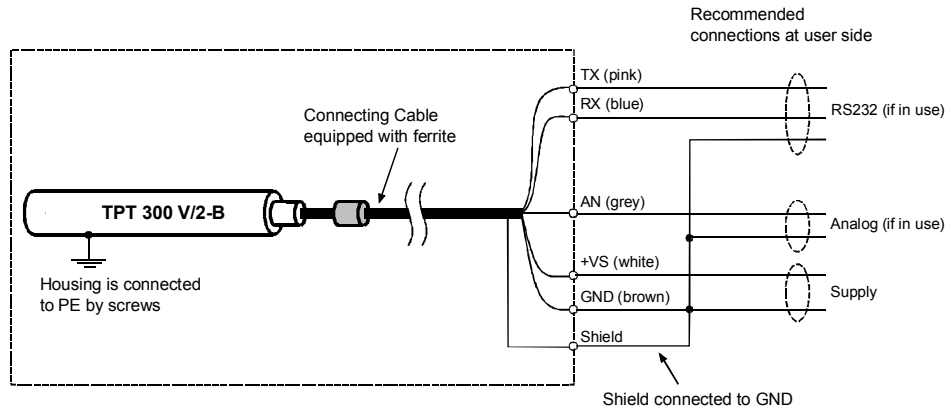 Recommended
connections at user side
TX (pink)
RX (blue)
RS232 (if in use)
Connecting Cable
equipped with ferrite
TPT 300 V/2-B
AN (grey)
Analog (if in use)
+VS (white)
Housing is connected
to PE by screws
GND (brown)
Supply
Shield
Shield connected to GND